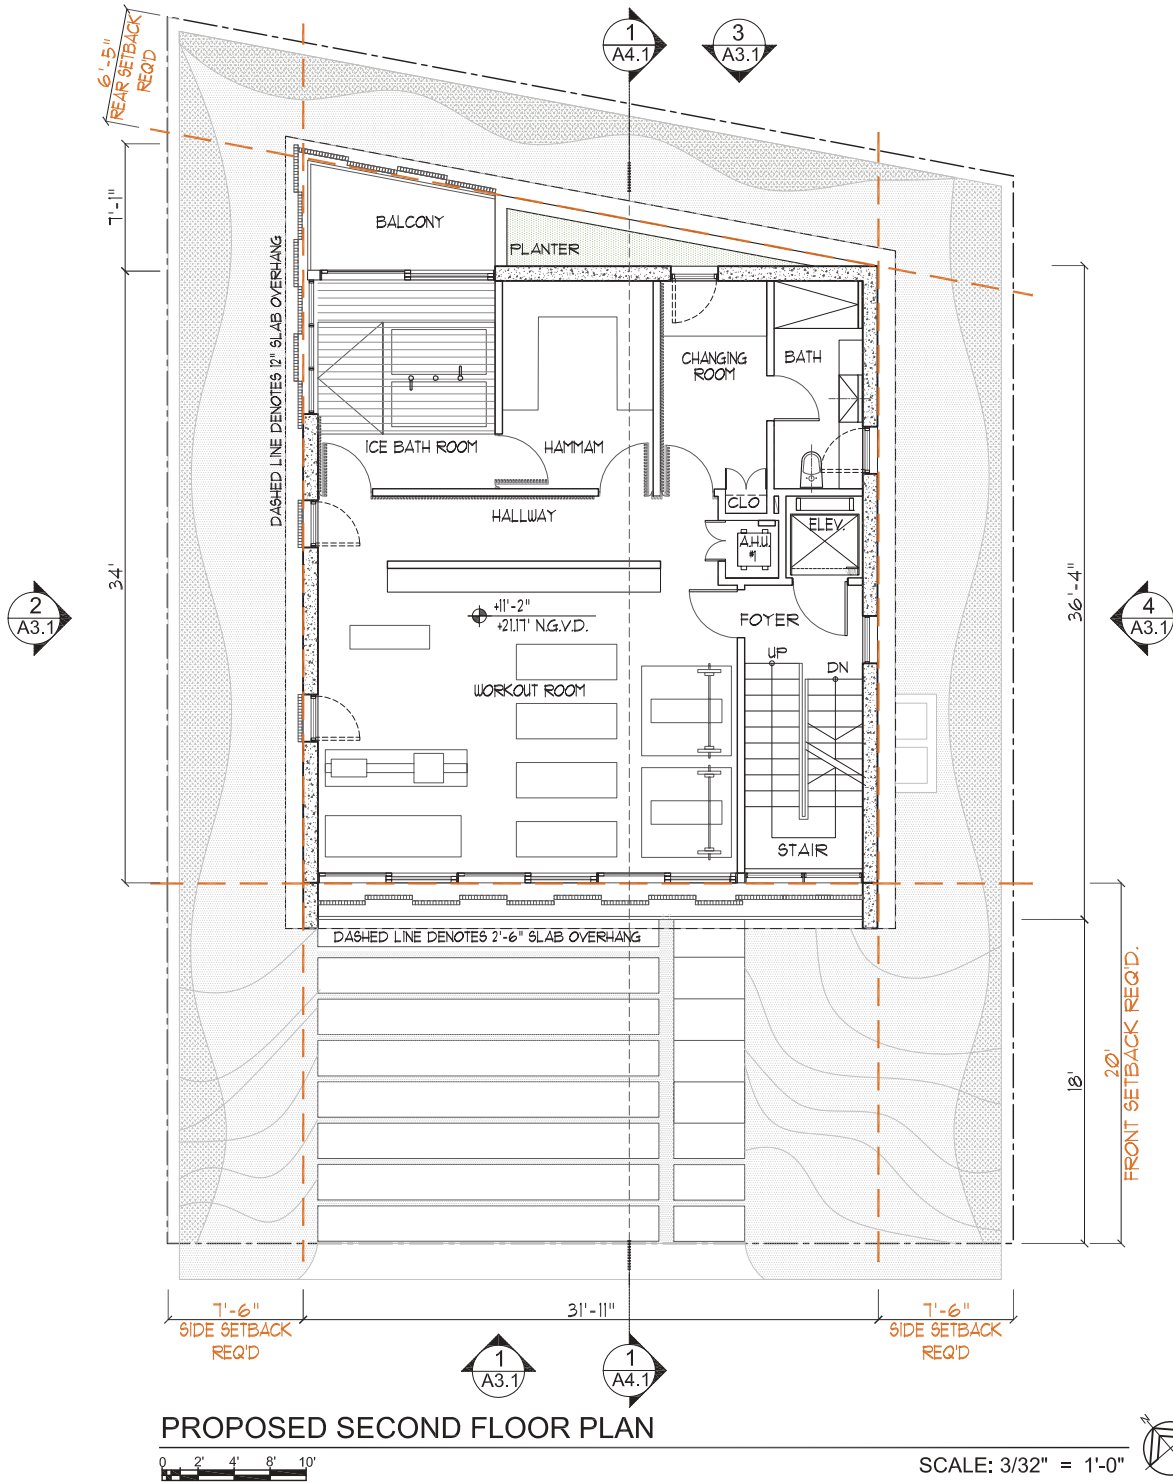 6'-5"
REAR SETBACK
REQ'D
1
A4.1
3
A3.1
7'-11"
BALCONY
PLANTER
DASHED LINE DENOTES 12" SLAB OVERHANG
CHANGING
ROOM
BATH
ICE BATH ROOM
HAMMAM
HALLWAY
CLO
ELEV.
A.H.U.
#1
34'
36'-4"
2
A3.1
4
A3.1
+11'-2"
+21.17' N.G.V.D.
FOYER
UP
DN
WORKOUT ROOM
STAIR
DASHED LINE DENOTES 2'-6" SLAB OVERHANG
18'
20'
FRONT SETBACK REQ'D.
7'-6"
SIDE SETBACK
REQ'D
31'-11"
7'-6"
SIDE SETBACK
REQ'D
1
A3.1
1
A4.1
PROPOSED SECOND FLOOR PLAN
0 2' 4' 8' 10'
SCALE: 3/32" = 1'-0"
N